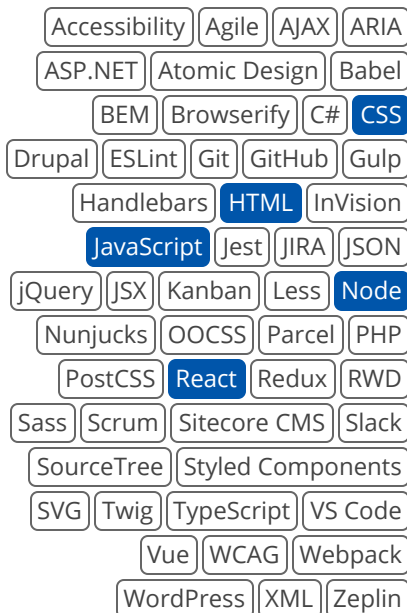 Accessibility Agile AJAX ARIA
ASP.NET Atomic Design Babel
BEM Browserify C# CSS
Drupal ESLint Git GitHub Gulp
Handlebars HTML InVision
JavaScript Jest JIRA JSON
jQuery JSX Kanban Less Node
Nunjucks OOCSS Parcel PHP
PostCSS React Redux RWD
Sass Scrum Sitecore CMS Slack
SourceTree Styled Components
SVG Twig TypeScript VS Code
Vue WCAG Webpack
WordPress XML Zeplin